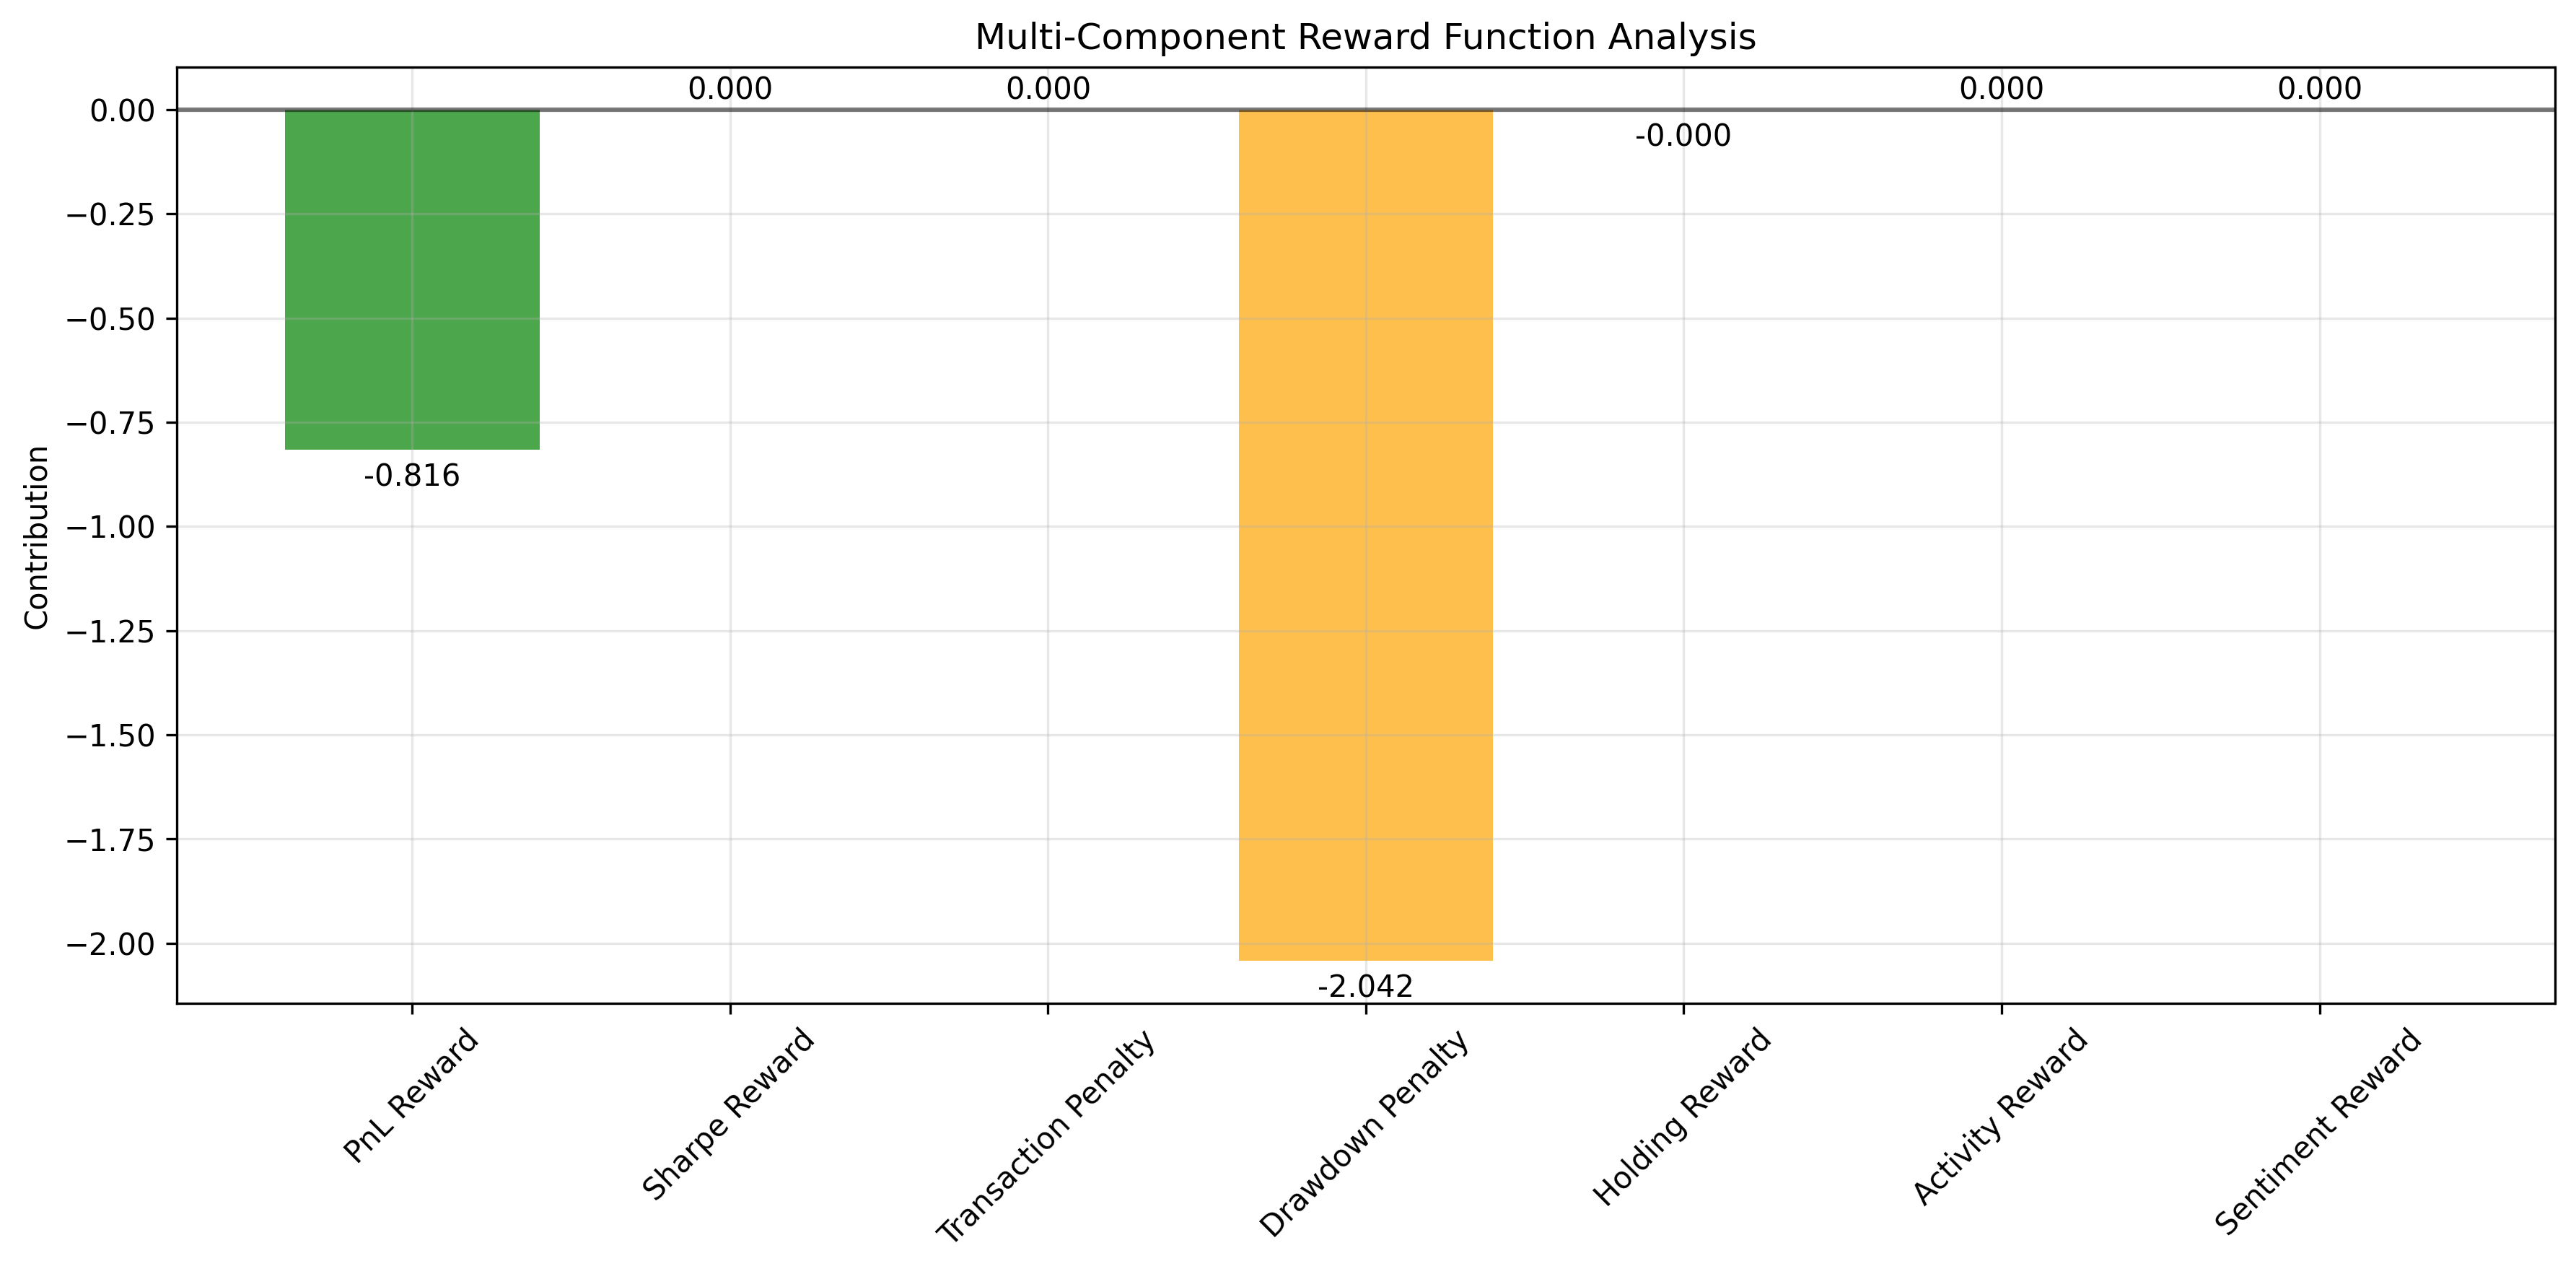 Multi-Component Reward Function Analysis
Contribution
0.00
−0.25
−0.50
−0.75
−1.00
−1.25
−1.50
−1.75
−2.00
-0.816
0.000
0.000
-2.042
-0.000
0.000
0.000
PnL Reward
Sharpe Reward
Transaction Penalty
Drawdown Penalty
Holding Reward
Activity Reward
Sentiment Reward